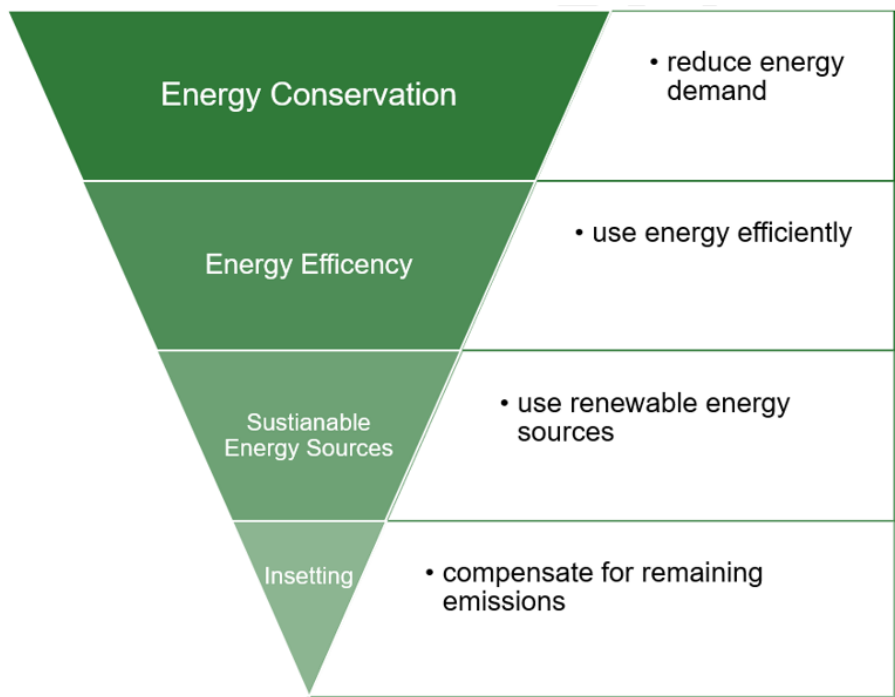 Energy Conservation
• reduce energy
demand
Energy Efficency
• use energy efficiently
Sustianable
Energy Sources
• use renewable energy
sources
Insetting
• compensate for remaining
emissions